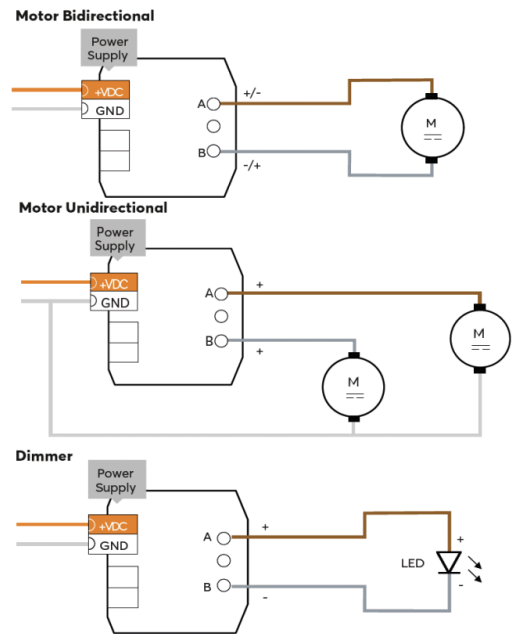 Motor Bidirectional
Power
Supply
+VDC
GND
A
+/-
B
-/+
M
Motor Unidirectional
Power
Supply
+VDC
GND
A
+
B
+
M
M
Dimmer
Power
Supply
+VDC
GND
A
+
B
-
LED
+
-